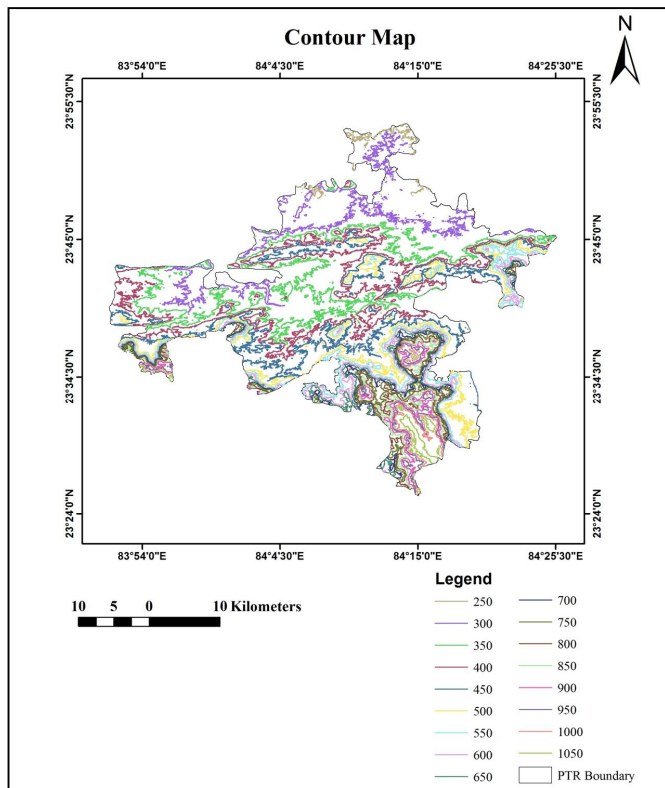 Contour Map
N
83°54'0"E 84°4'30"E 84°15'0"E 84°25'30"E
23°55'30"N 23°55'30"N
23°45'0"N 23°45'0"N
23°34'30"N 23°34'30"N
23°24'0"N 23°24'0"N
83°54'0"E 84°4'30"E 84°15'0"E 84°25'30"E
10 5 0 10 Kilometers
Legend
250 700
300 750
350 800
400 850
450 900
500 950
550 1000
600 1050
650 PTR Boundary